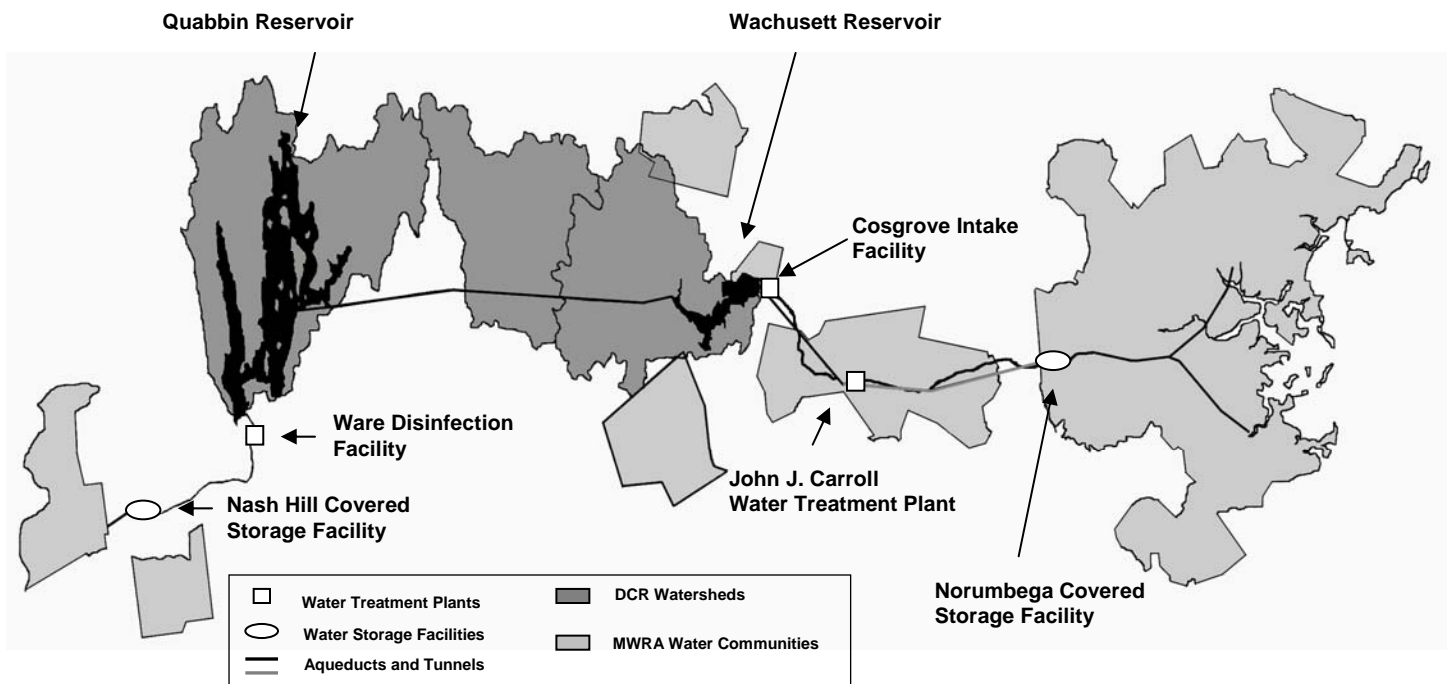 Quabbin Reservoir
Wachusett Reservoir
Cosgrove Intake
Facility
Ware Disinfection
Facility
John J. Carroll
Water Treatment Plant
Nash Hill Covered
Storage Facility
Norumbega Covered
Storage Facility
Water Treatment Plants
DCR Watersheds
Water Storage Facilities
MWRA Water Communities
Aqueducts and Tunnels